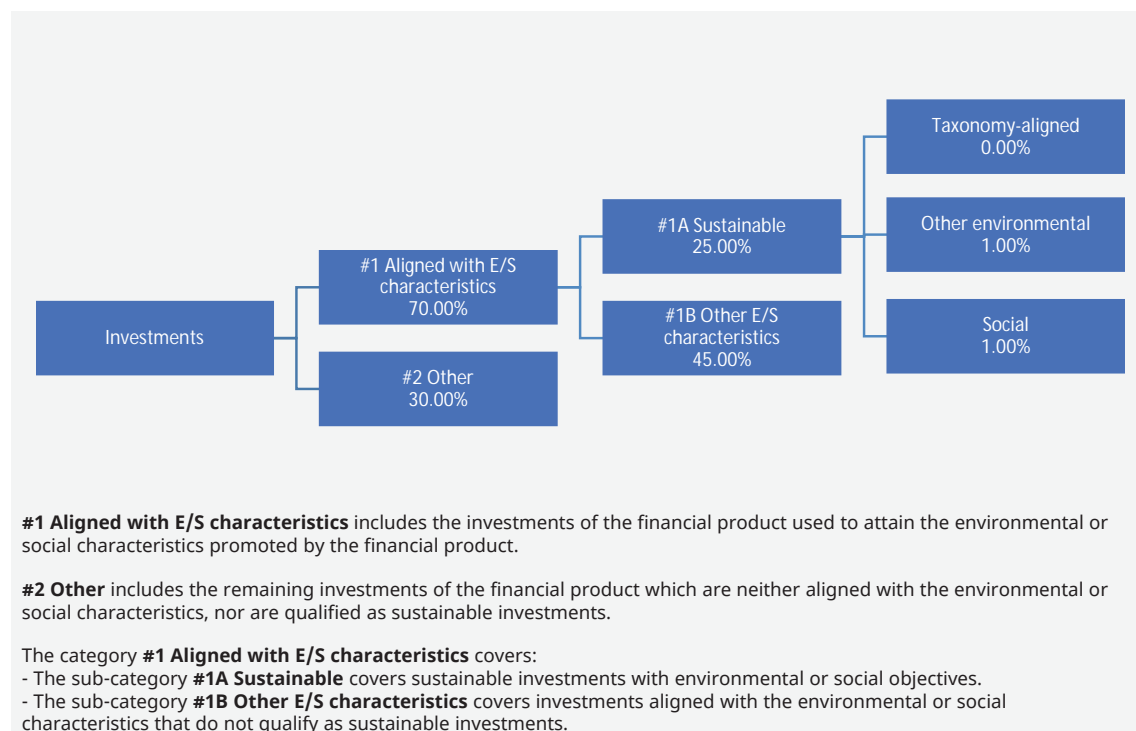 Investments
#1 Aligned with E/S
characteristics
70.00%
#2 Other
30.00%
#1A Sustainable
25.00%
#1B Other E/S
characteristics
45.00%
Taxonomy-aligned
0.00%
Other environmental
1.00%
Social
1.00%
#1 Aligned with E/S characteristics includes the investments of the financial product used to attain the environmental or
social characteristics promoted by the financial product.
#2 Other includes the remaining investments of the financial product which are neither aligned with the environmental or
social characteristics, nor are qualified as sustainable investments.
The category #1 Aligned with E/S characteristics covers:
- The sub-category #1A Sustainable covers sustainable investments with environmental or social objectives.
- The sub-category #1B Other E/S characteristics covers investments aligned with the environmental or social
characteristics that do not qualify as sustainable investments.